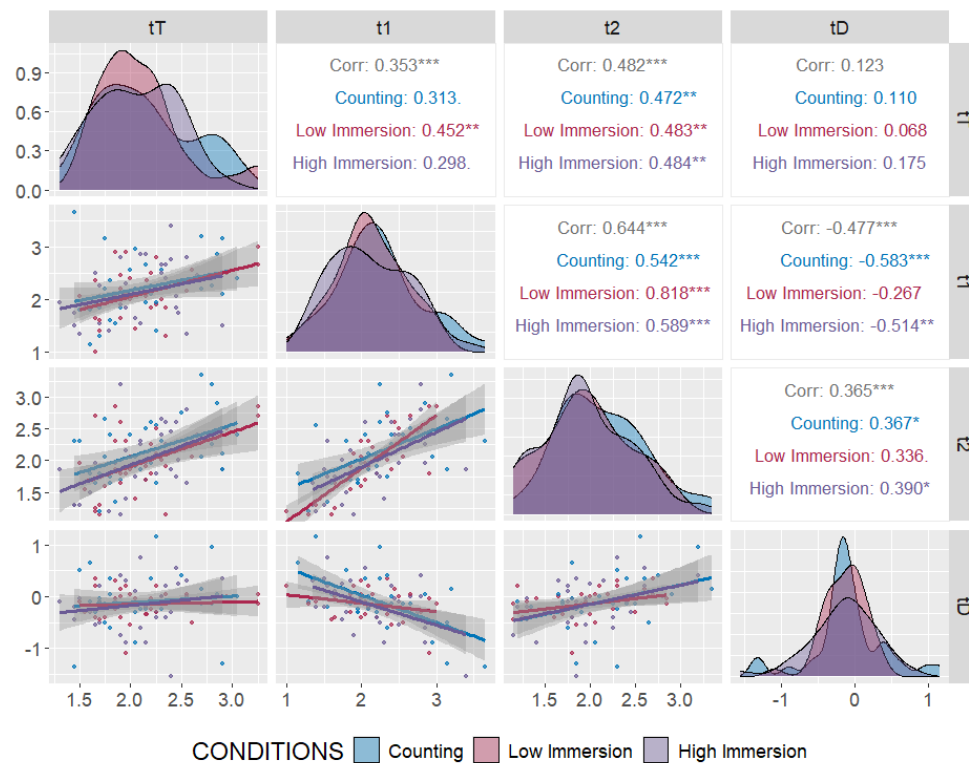 tT
t1
t2
tD
0.9
0.6
0.3
0.0
Corr: 0.353***
Counting: 0.313.
Low Immersion: 0.452**
High Immersion: 0.298.
Corr: 0.482***
Counting: 0.472**
Low Immersion: 0.483**
High Immersion: 0.484**
Corr: 0.123
Counting: 0.110
Low Immersion: 0.068
High Immersion: 0.175
3
2
1
Corr: 0.644***
Counting: 0.542***
Low Immersion: 0.818***
High Immersion: 0.589***
Corr: -0.477***
Counting: -0.583***
Low Immersion: -0.267
High Immersion: -0.514**
t1
3.0
2.5
2.0
1.5
Corr: 0.365***
Counting: 0.367*
Low Immersion: 0.336.
High Immersion: 0.390*
t2
1
0
-1
tD
1.5 2.0 2.5 3.0
1 2 3
1.5 2.0 2.5 3.0
-1 0 1
CONDITIONS Counting Low Immersion High Immersion